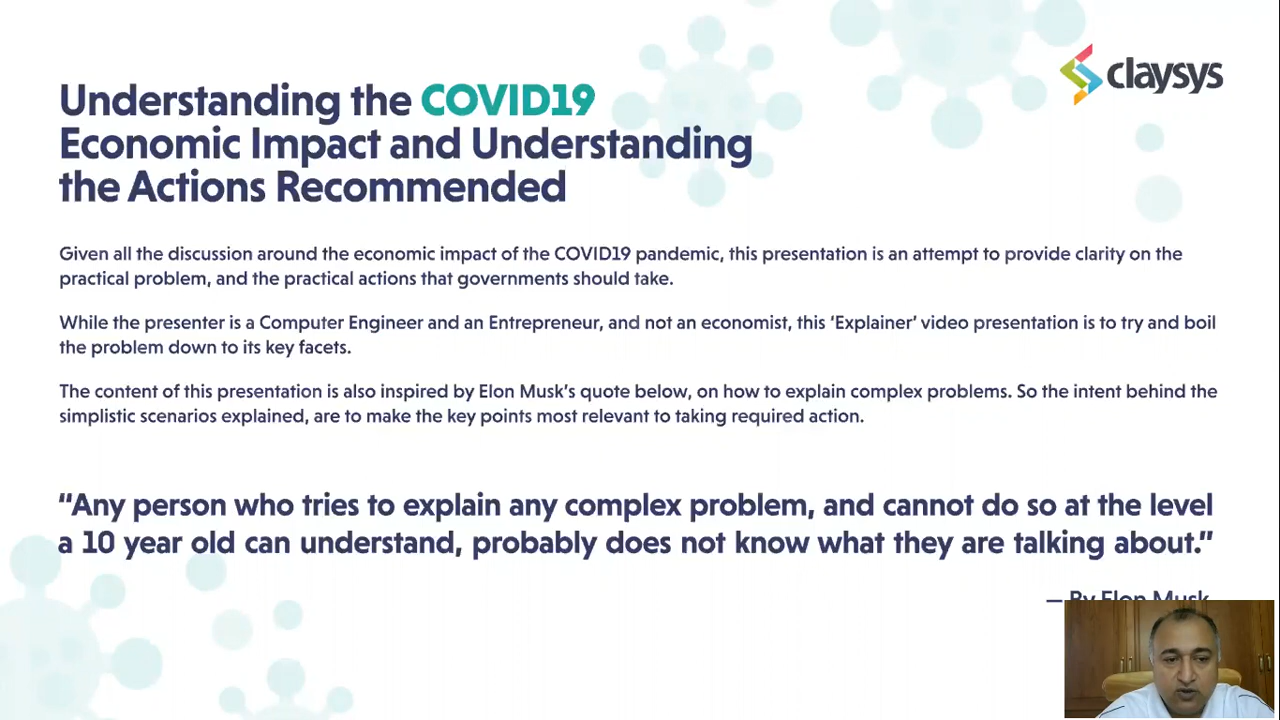 claysys
Understanding the COVID19
Economic Impact and Understanding
the Actions Recommended
Given all the discussion around the economic impact of the COVID19 pandemic, this presentation is an attempt to provide clarity on the
practical problem, and the practical actions that governments should take.
While the presenter is a Computer Engineer and an Entrepreneur, and not an economist, this ‘Explainer’ video presentation is to try and boil
the problem down to its key facets.
The content of this presentation is also inspired by Elon Musk’s quote below, on how to explain complex problems. So the intent behind the
simplistic scenarios explained, are to make the key points most relevant to taking required action.
“Any person who tries to explain any complex problem, and cannot do so at the level
a 10 year old can understand, probably does not know what they are talking about.”
— By Elon Musk